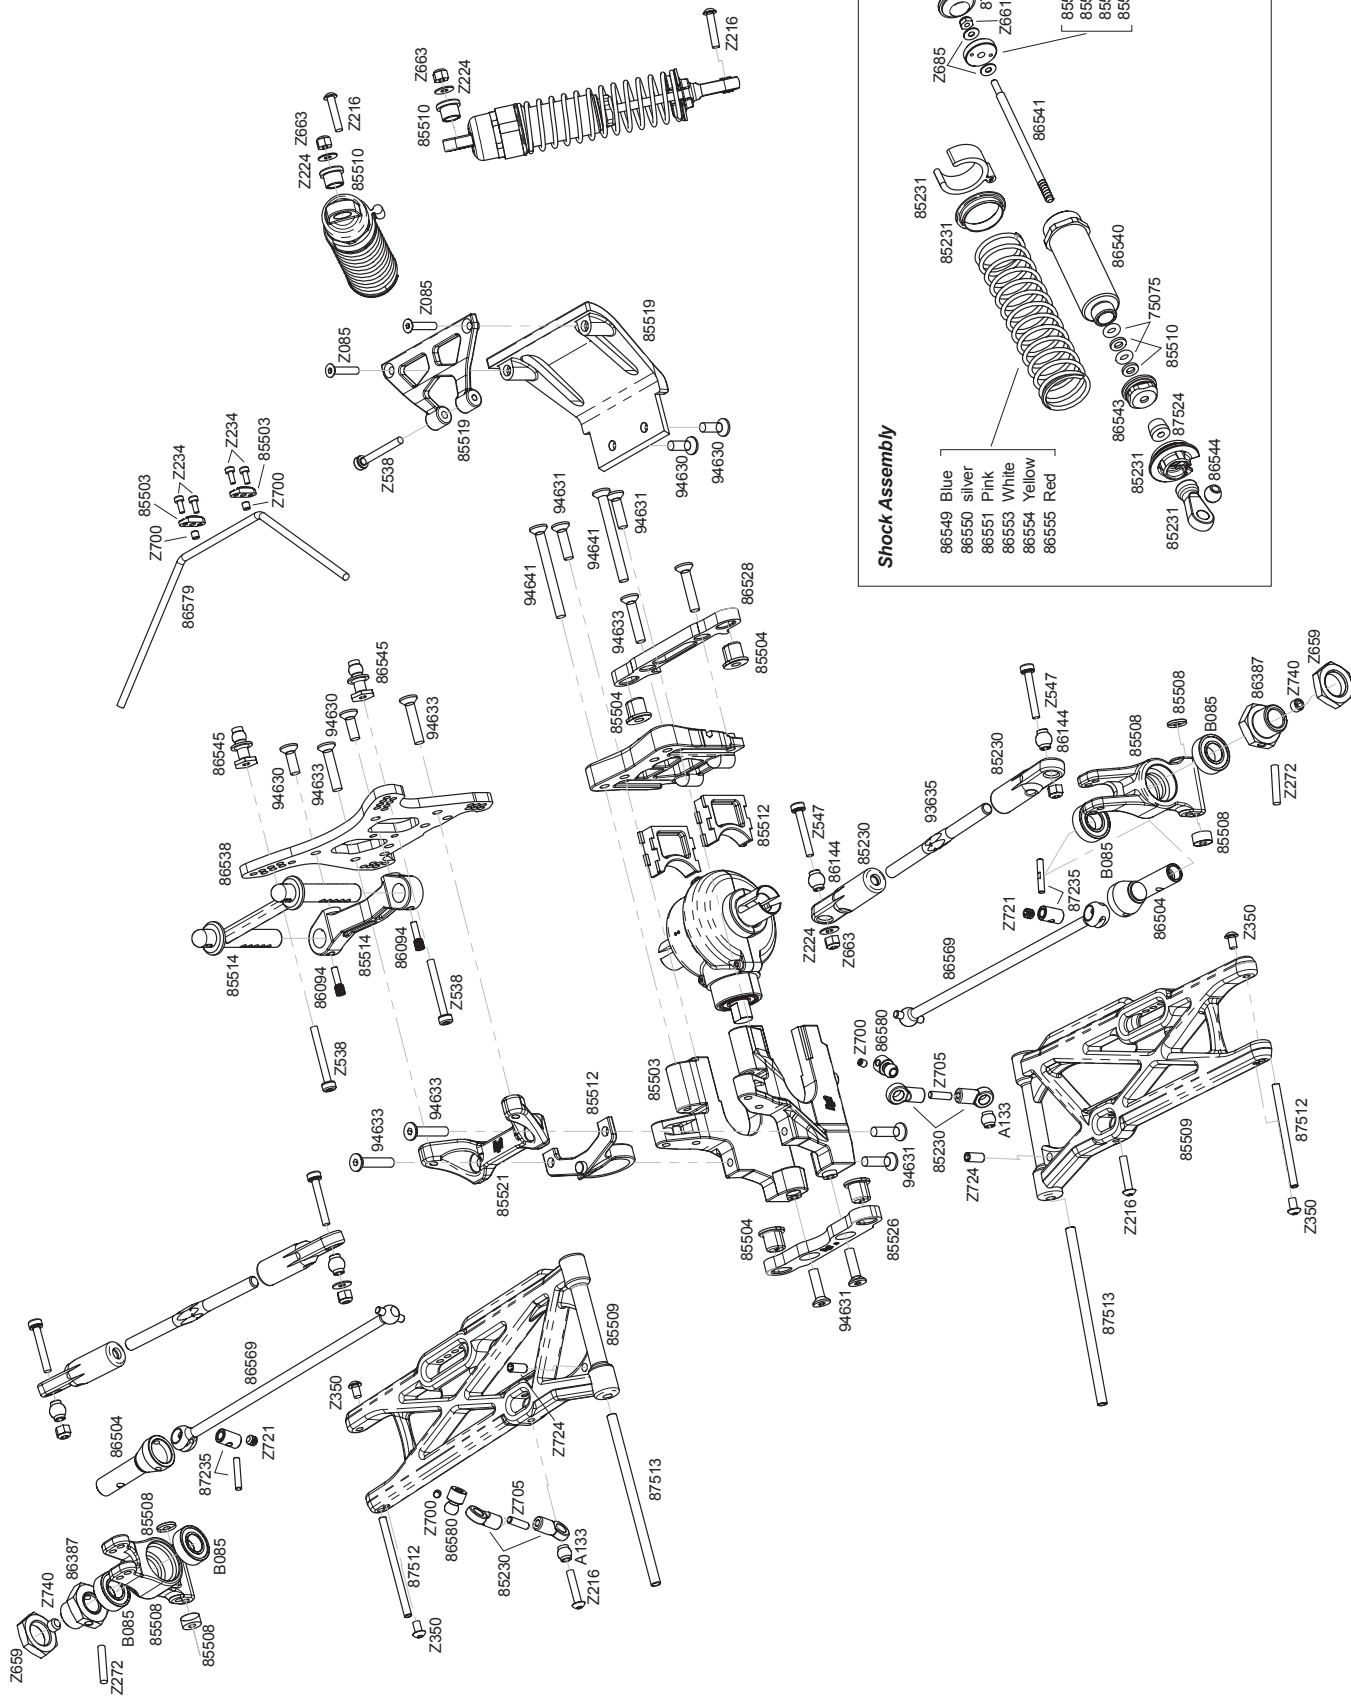 Z216
Z663
Z224
85510
Z216
Z663
Z224
85510
Z085
Z085
85519
85519
Z538
94630
94630
Z234
Z234
85503
85503
Z700
Z700
86579
94631
94631
94641
94641
94633
86528
85504
85504
86545
86545
94630
94630
94633
94633
86538
85514
85514
86094
86094
Z538
Z538
85512
85512
94633
94633
85521
85503
85504
85526
94631
94631
Z547
86144
85230
Z224
Z663
93635
Z547
86144
85230
Z721
87235
B085
86504
86569
85508
85508
85508
B085
86387
Z740
Z659
Z272
Z700
86580
Z705
85230
A133
Z724
Z216
85509
Z350
87512
Z350
87513
86569
86504
87235
Z721
Z350
85509
Z724
87513
Z700
86580
Z705
85230
A133
Z216
87512
Z350
85508
85508
85508
B085
B085
86387
Z740
Z659
Z272
Shock Assembly
86549 Blue
86550 silver
86551 Pink
86553 White
86554 Yellow
86555 Red
Z685
86541
85231
85231
86540
75075
85510
86543
87524
85231
86544
85231